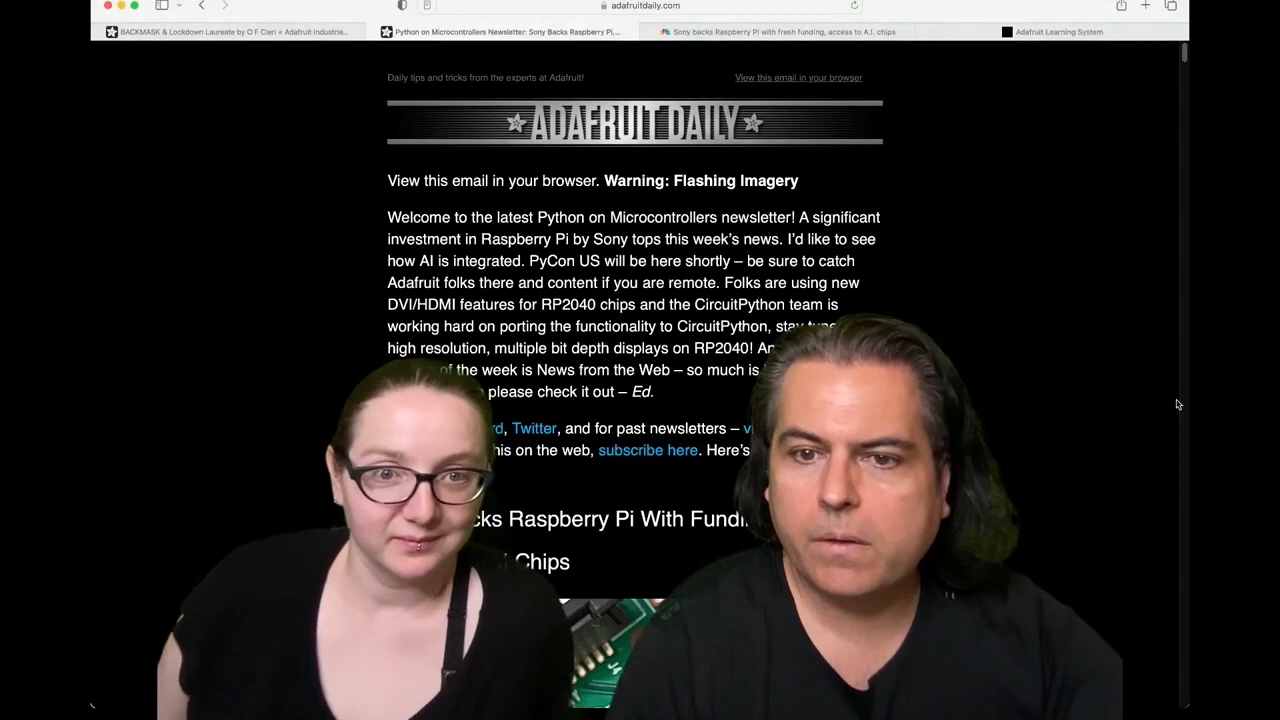 adafruitdaily.com
BACKMASK & Lockdown Laureate by O F Cieri « Adafruit Industrie...
Python on Microcontrollers Newsletter: Sony Backs Raspberry Pi,...
Sony backs Raspberry Pi with fresh funding, access to A.I. chips
Adafruit Learning System
Daily tips and tricks from the experts at Adafruit!
View this email in your browser
ADAFRUIT DAILY
View this email in your browser. Warning: Flashing Imagery
Welcome to the latest Python on Microcontrollers newsletter! A significant
investment in Raspberry Pi by Sony tops this week's news. I'd like to see
how AI is integrated. PyCon US will be here shortly – be sure to catch
Adafruit folks there and content if you are remote. Folks are using new
DVI/HDMI features for RP2040 chips and the CircuitPython team is
working hard on porting the functionality to CircuitPython,
high resolution, multiple bit depth displays on RP2040!
of the week is News from the Web – so much is
please check it out – Ed.
Twitter, and for past newsletters –
on the web, subscribe here. Here's
Raspberry Pi With
Chips